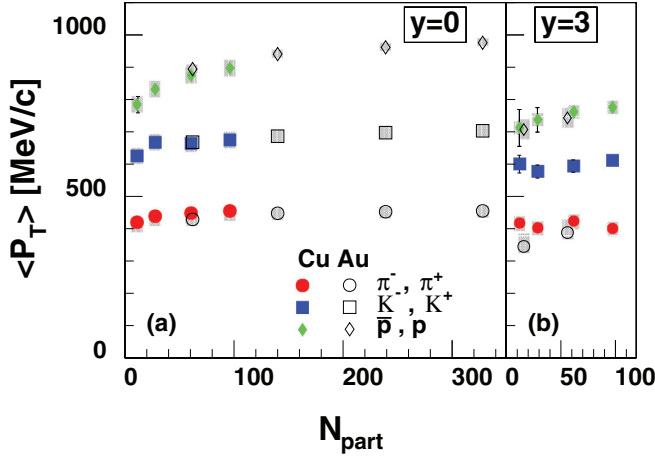 y=0
y=3
1000
500
0
<P_T> [MeV/c]
Cu Au
π⁻ , π⁺
K⁻ , K⁺
p̅ , p
(a)
(b)
0 100 200 300
0 50 100
N_part